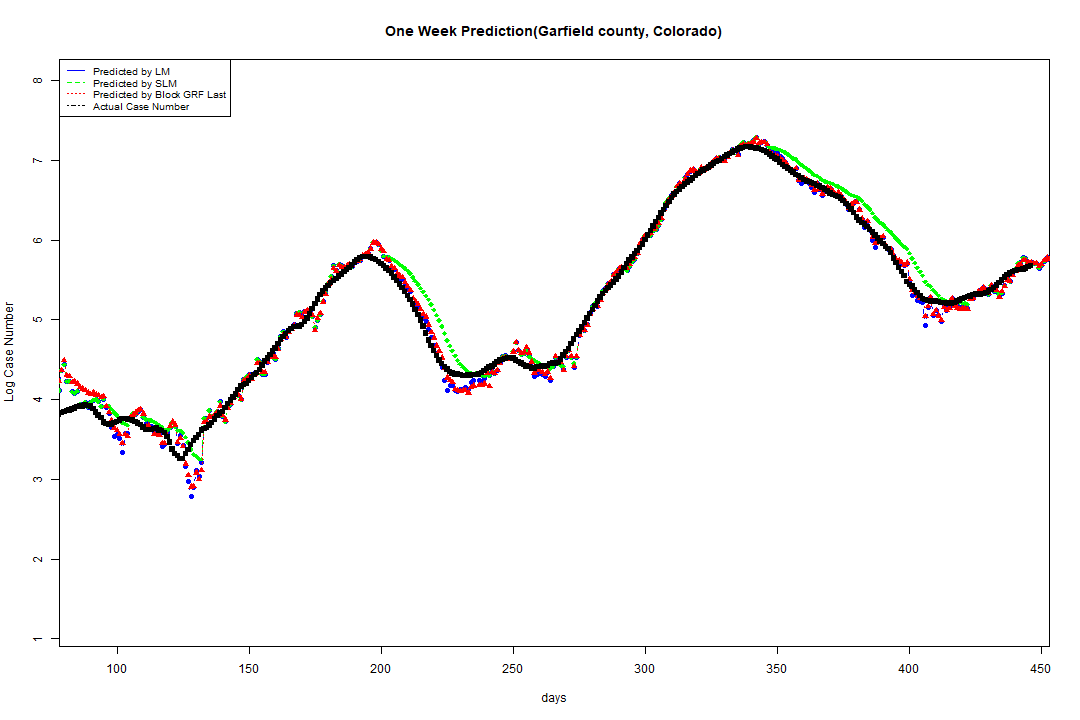 One Week Prediction(Garfield county, Colorado)
Predicted by LM
Predicted by SLM
Predicted by Block GRF Last
Actual Case Number
8
7
6
5
4
3
2
1
Log Case Number
100 150 200 250 300 350 400 450
days